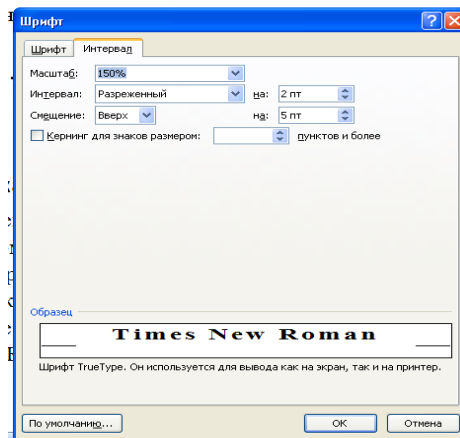 Шрифт
Шрифт Интервал
Масштаб: 150%
Интервал: Разреженный на: 2 пт
Смещение: Вверх на: 5 пт
Кернинг для знаков размером: пунктов и более
Образец
Times New Roman
Шрифт TrueType. Он используется для вывода как на экран, так и на принтер.
По умолчанию... ОК Отмена